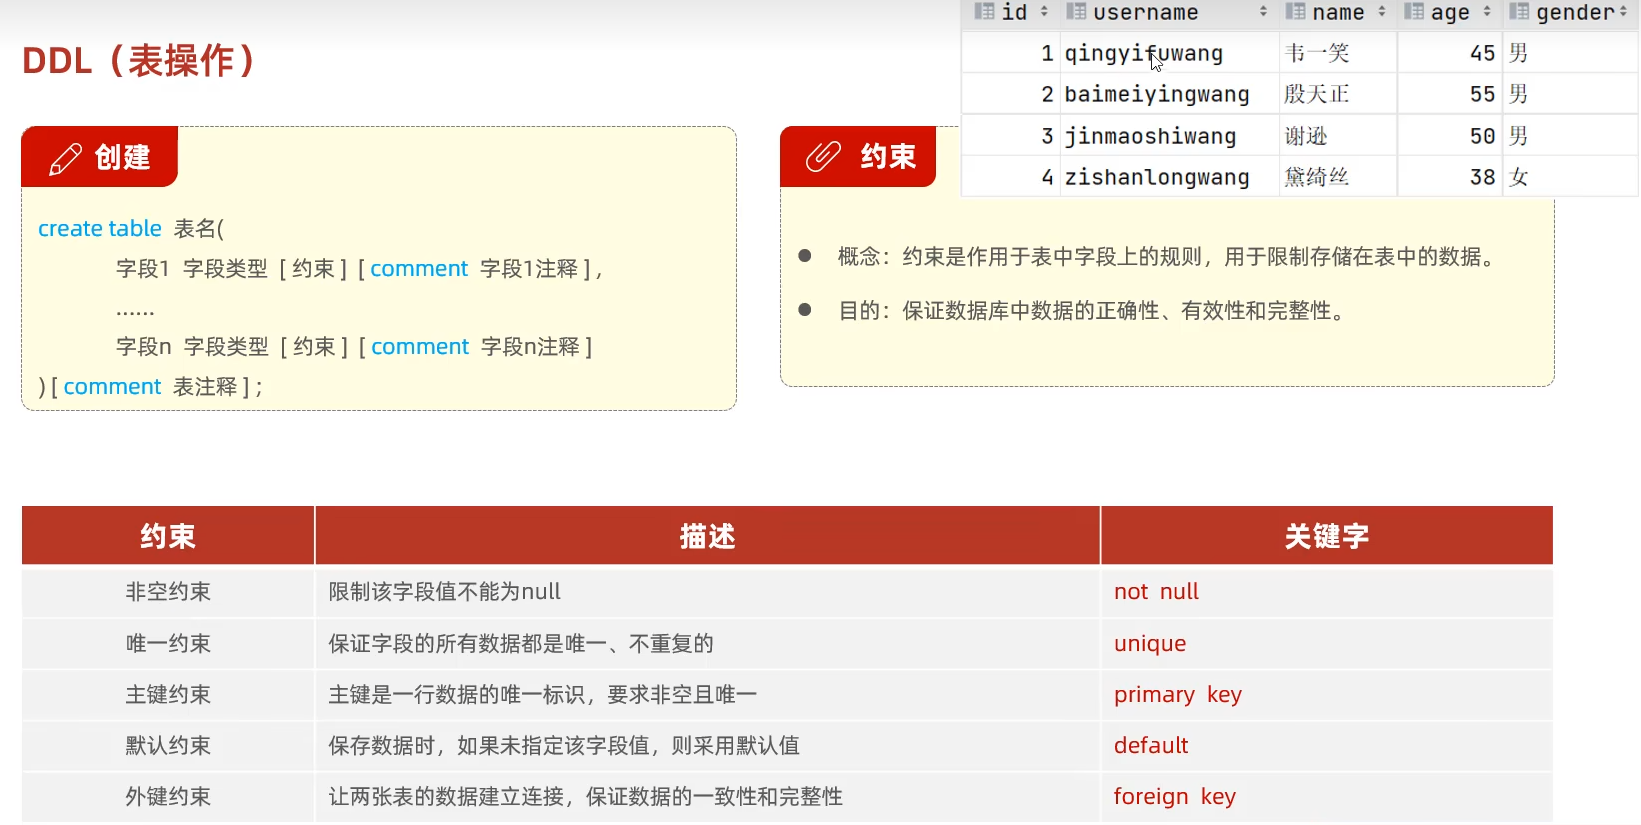 DDL（表操作）
id username name age gender
1 qingyifuwang 韦一笑 45 男
2 baimeiyingwang 殷天正 55 男
3 jinmaoshiwang 谢逊 50 男
4 zishanlongwang 黛绮丝 38 女
创建
create table 表名(
字段1 字段类型 [ 约束 ] [ comment 字段1注释 ] ,
......
字段n 字段类型 [ 约束 ] [ comment 字段n注释 ]
) [ comment 表注释 ] ;
约束
概念：约束是作用于表中字段上的规则，用于限制存储在表中的数据。
目的：保证数据库中数据的正确性、有效性和完整性。
约束 描述 关键字
非空约束 限制该字段值不能为null not null
唯一约束 保证字段的所有数据都是唯一、不重复的 unique
主键约束 主键是一行数据的唯一标识，要求非空且唯一 primary key
默认约束 保存数据时，如果未指定该字段值，则采用默认值 default
外键约束 让两张表的数据建立连接，保证数据的一致性和完整性 foreign key